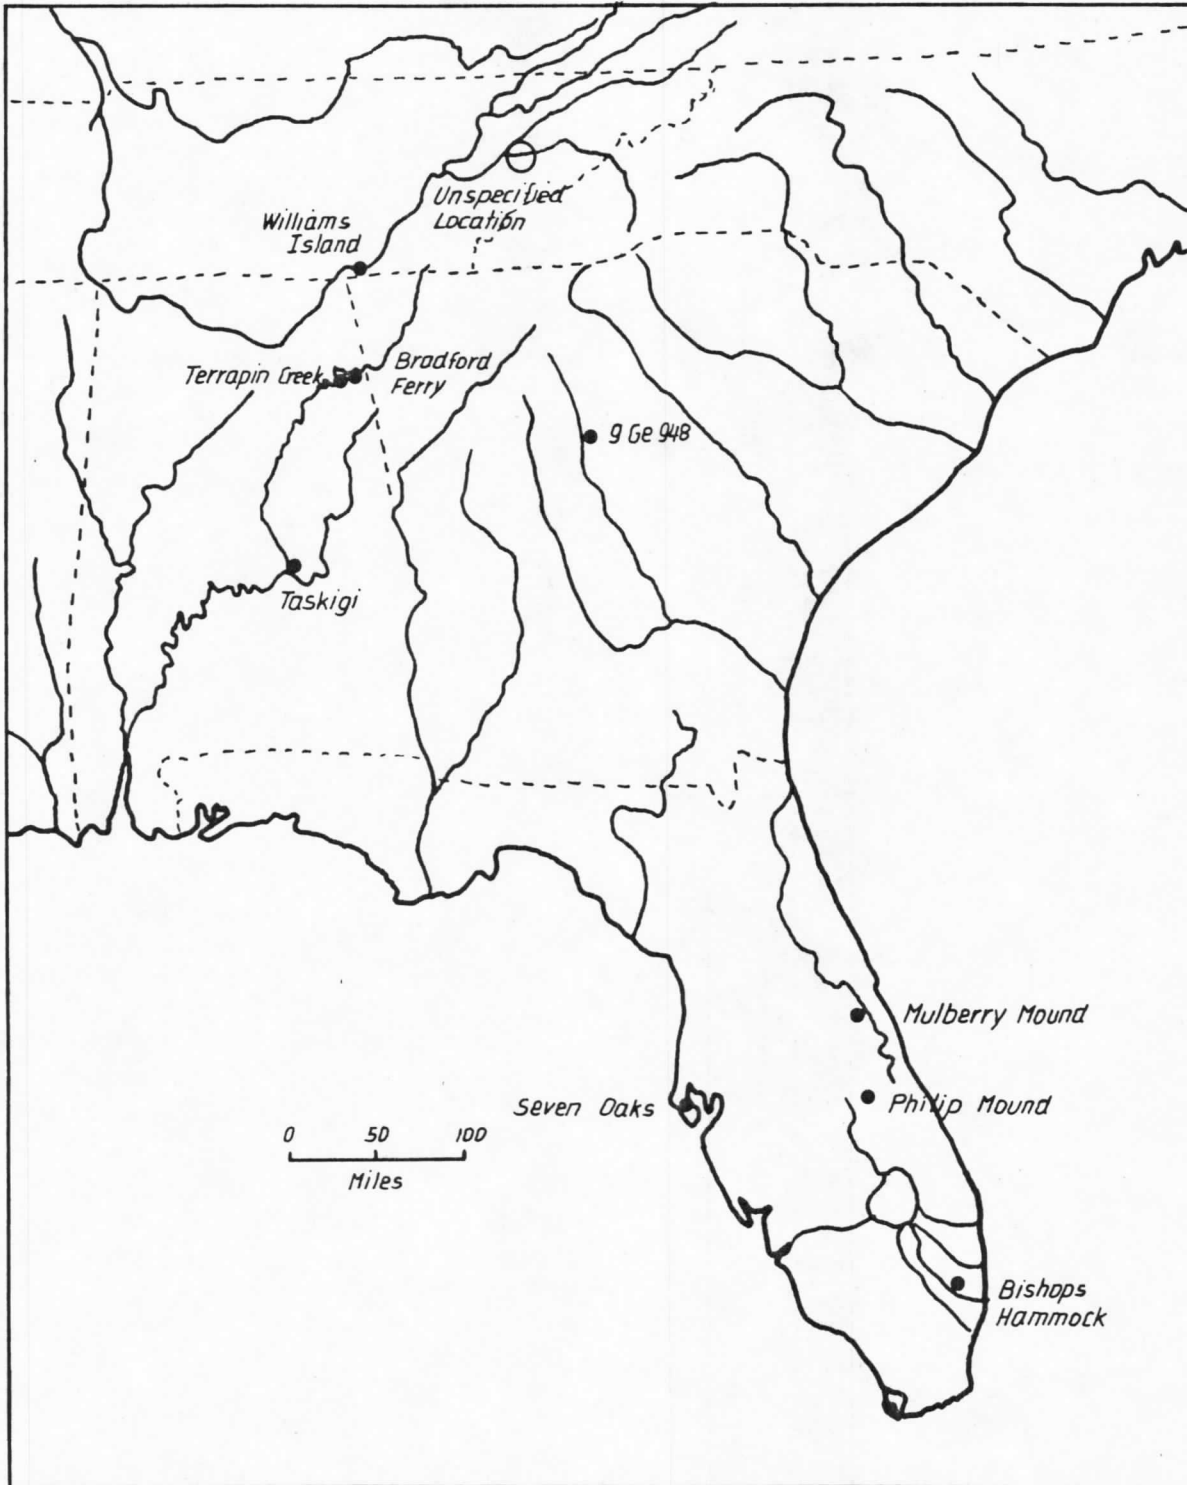 Unspecified
Location
Williams
Island
Terrapin Creek
Bradford
Ferry
9 Ge 948
Taskigi
Mulberry Mound
Seven Oaks
Philip Mound
0 50 100
Miles
Bishops
Hammock